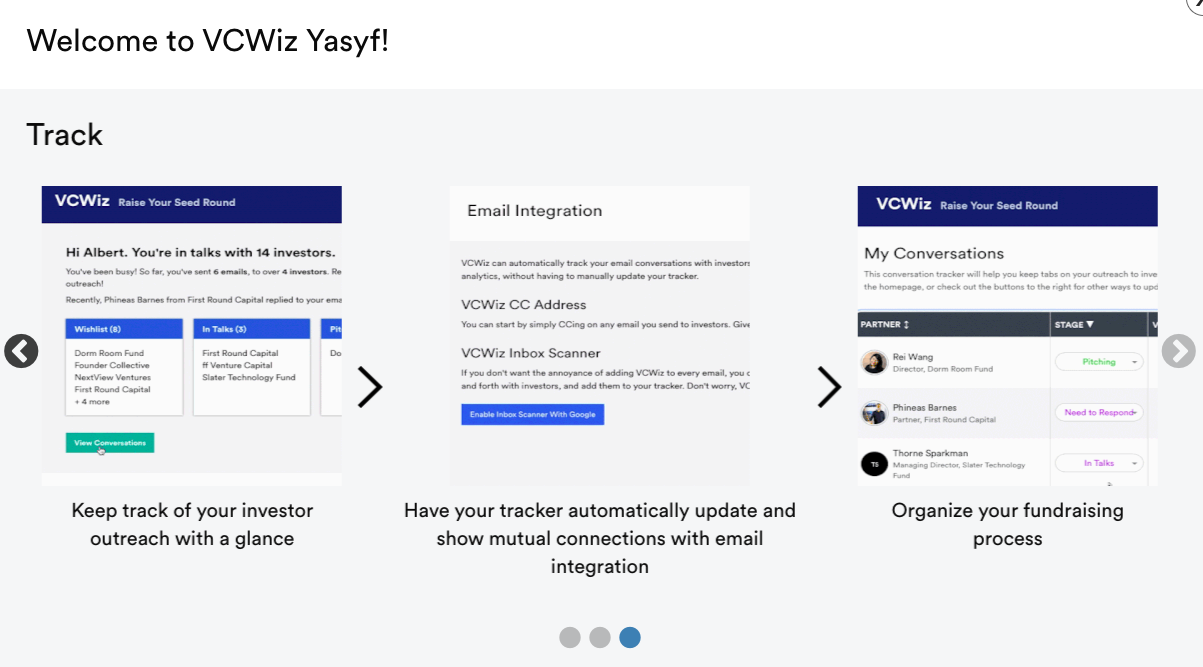 Welcome to VCWiz Yasyf!
Track
VCWiz Raise Your Seed Round
Hi Albert. You're in talks with 14 investors.
You've been busy! So far, you've sent 6 emails, to over 4 investors. Re
outreach!
Recently, Phineas Barnes from First Round Capital replied to your ema
Wishlist (8)
Dorm Room Fund
Founder Collective
NextView Ventures
First Round Capital
+ 4 more
In Talks (3)
First Round Capital
ff Venture Capital
Slater Technology Fund
Pit
Do
View Conversations
Keep track of your investor
outreach with a glance
Email Integration
VCWiz can automatically track your email conversations with investors
analytics, without having to manually update your tracker.
VCWiz CC Address
You can start by simply CCing on any email you send to investors. Give
VCWiz Inbox Scanner
If you don't want the annoyance of adding VCWiz to every email, you c
and forth with investors, and add them to your tracker. Don't worry, VC
Enable Inbox Scanner With Google
Have your tracker automatically update and
show mutual connections with email
integration
VCWiz Raise Your Seed Round
My Conversations
This conversation tracker will help you keep tabs on your outreach to inve
the homepage, or check out the buttons to the right for other ways to upd
PARTNER STAGE V
Rei Wang
Director, Dorm Room Fund
Pitching
Phineas Barnes
Partner, First Round Capital
Need to Respond
TS
Thorne Sparkman
Managing Director, Slater Technology
Fund
In Talks
Organize your fundraising
process